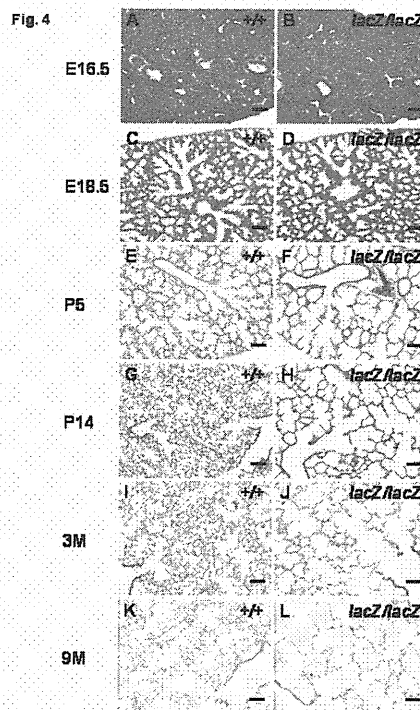 Fig. 4
A +/+ B lacZ/lacZ
E16.5
C +/+ D lacZ/lacZ
E18.5
E +/+ F lacZ/lacZ
P5
G +/+ H lacZ/lacZ
P14
I +/+ J lacZ/lacZ
3M
K +/+ L lacZ/lacZ
9M